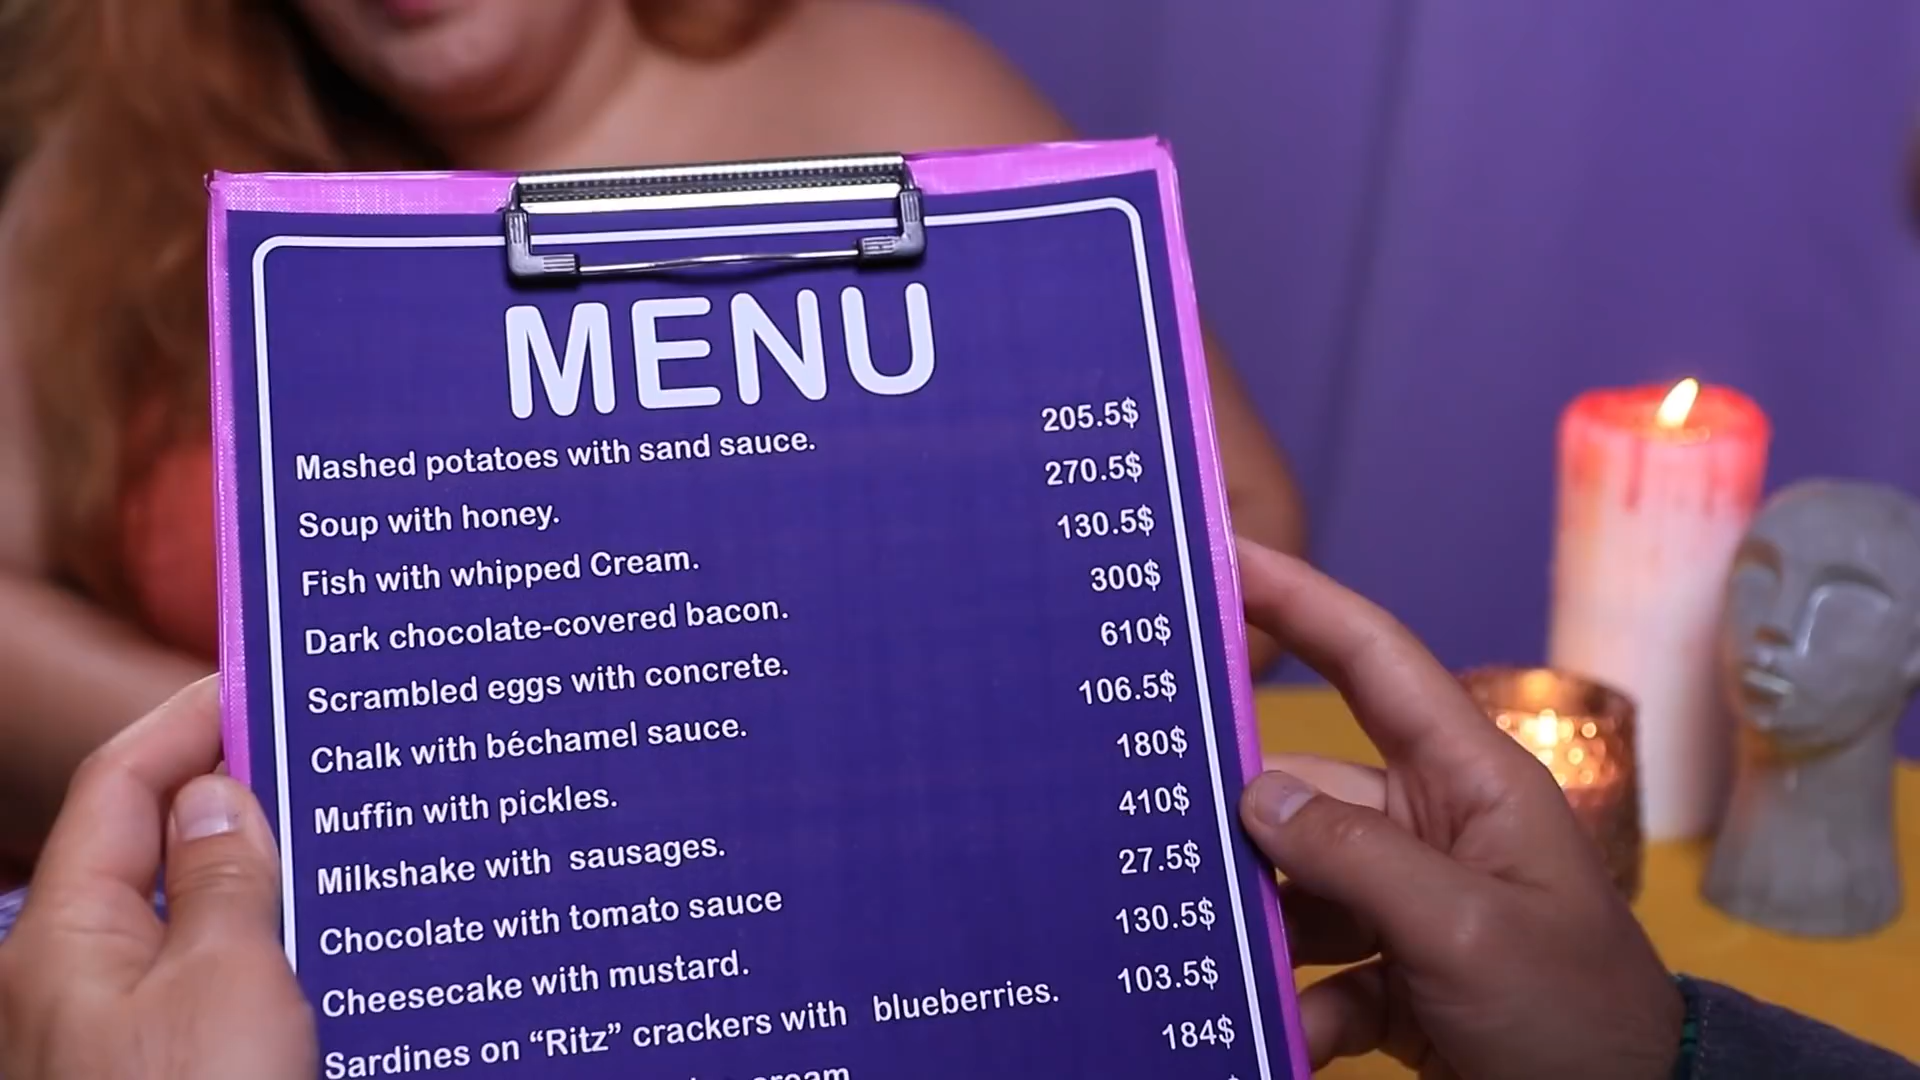 MENU
Mashed potatoes with sand sauce. 205.5$
Soup with honey. 270.5$
Fish with whipped Cream. 130.5$
Dark chocolate-covered bacon. 300$
Scrambled eggs with concrete. 610$
Chalk with béchamel sauce. 106.5$
Muffin with pickles. 180$
Milkshake with sausages. 410$
Chocolate with tomato sauce 27.5$
Cheesecake with mustard. 130.5$
Sardines on “Ritz” crackers with blueberries. 103.5$
cream 184$